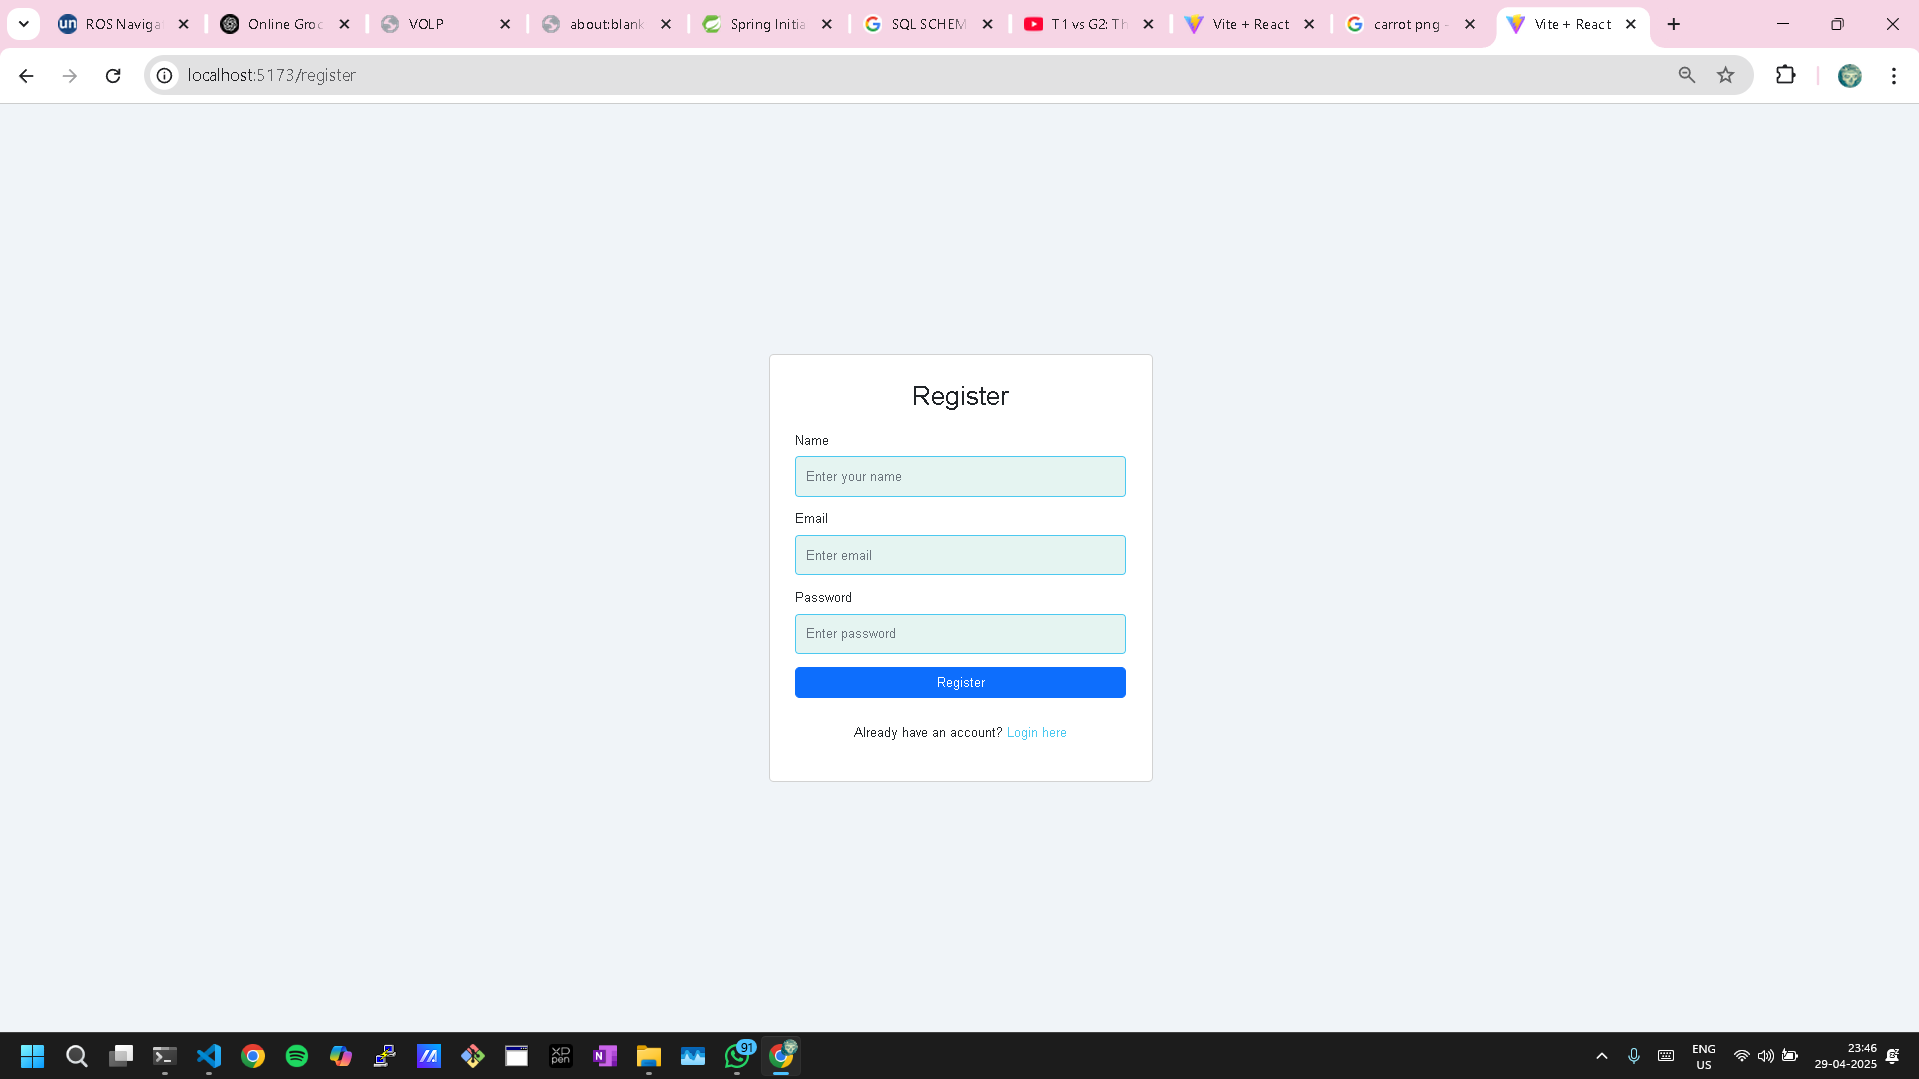 ROS Naviga
Online Groc
VOLP
about:blank
Spring Initia
SQL SCHEM
T1 vs G2: Th
Vite + React
carrot png -
Vite + React
localhost:5173/register
Register
Name
Enter your name
Email
Enter email
Password
Enter password
Register
Already have an account? Login here
91
ENG
US
23:46
29-04-2025